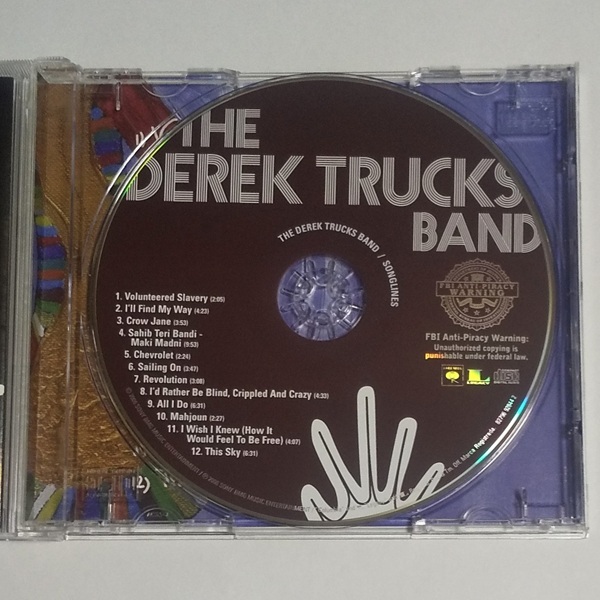 THE
DEREK TRUCKS
BAND
THE DEREK TRUCKS BAND / SONGLINES
1. Volunteered Slavery (2:05)
2. I'll Find My Way (4:23)
3. Crow Jane (3:53)
4. Sahib Teri Bandi -
Maki Madni (9:53)
5. Chevrolet (2:24)
6. Sailing On (3:47)
7. Revolution (3:08)
8. I'd Rather Be Blind, Crippled And Crazy (4:33)
9. All I Do (6:31)
10. Mahjoun (2:27)
11. I Wish I Knew (How It
Would Feel To Be Free) (4:07)
12. This Sky (6:31)
FBI ANTI-PIRACY
WARNING
FBI Anti-Piracy Warning:
Unauthorized copying is
punishable under federal law.
LEGACY